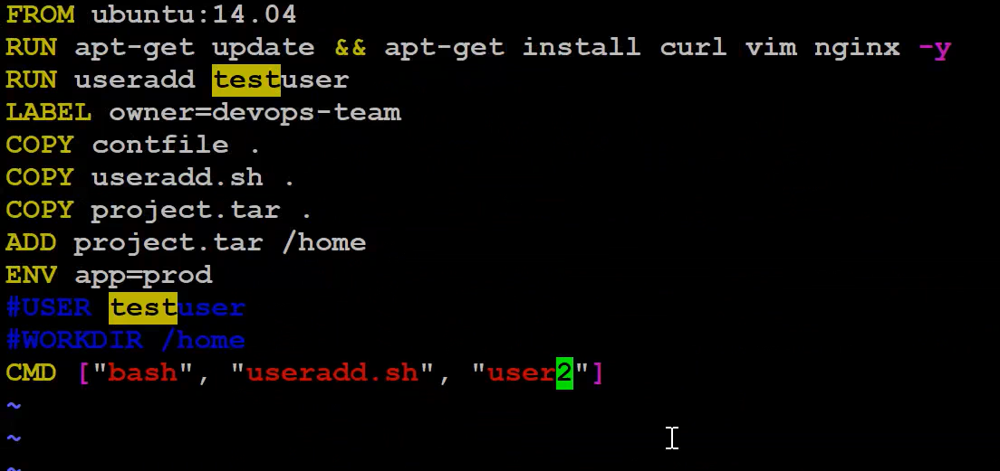 FROM ubuntu:14.04
RUN apt-get update && apt-get install curl vim nginx -y
RUN useradd testuser
LABEL owner=devops-team
COPY contfile .
COPY useradd.sh .
COPY project.tar .
ADD project.tar /home
ENV app=prod
#USER testuser
#WORKDIR /home
CMD ["bash", "useradd.sh", "user2"]
~
~
~